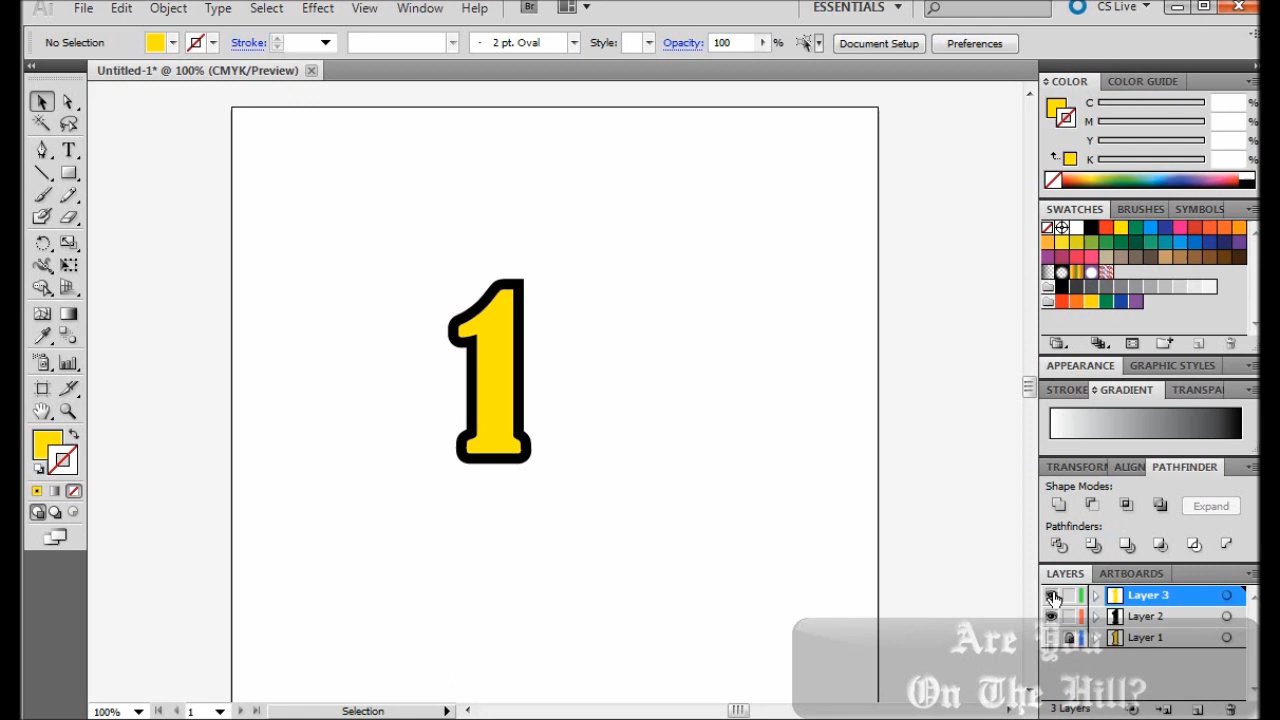 Ai File Edit Object Type Select Effect View Window Help Br ESSENTIALS CS Live
No Selection Stroke: 2 pt. Oval Style: Opacity: 100 % Document Setup Preferences
Untitled-1* @ 100% (CMYK/Preview)
COLOR COLOR GUIDE
C %
M %
Y %
K %
SWATCHES BRUSHES SYMBOLS
1
APPEARANCE GRAPHIC STYLES
STROKE GRADIENT TRANSPA
TRANSFORM ALIGN PATHFINDER
Shape Modes:
Expand
Pathfinders:
LAYERS ARTBOARDS
Layer 3
Layer 2
Layer 1
Are You
On The Hill?
100% 1 Selection 3 Layers